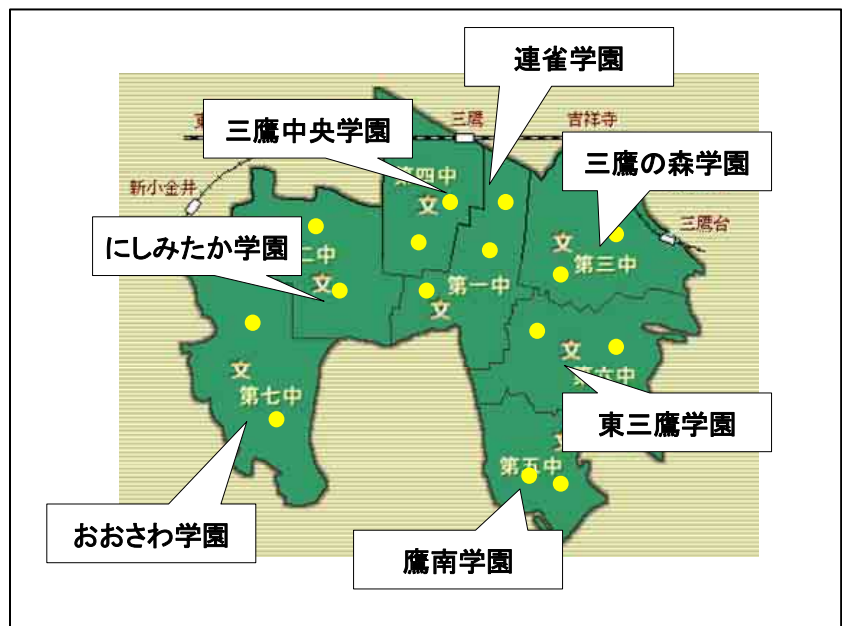 連雀学園
三鷹
吉祥寺
三鷹中央学園
三鷹の森学園
第四中
新小金井
文
三鷹台
にしみたか学園
二中
文
文
第三中
第一中
文
文
文
第七中
第六中
東三鷹学園
第五中
おおさわ学園
鷹南学園